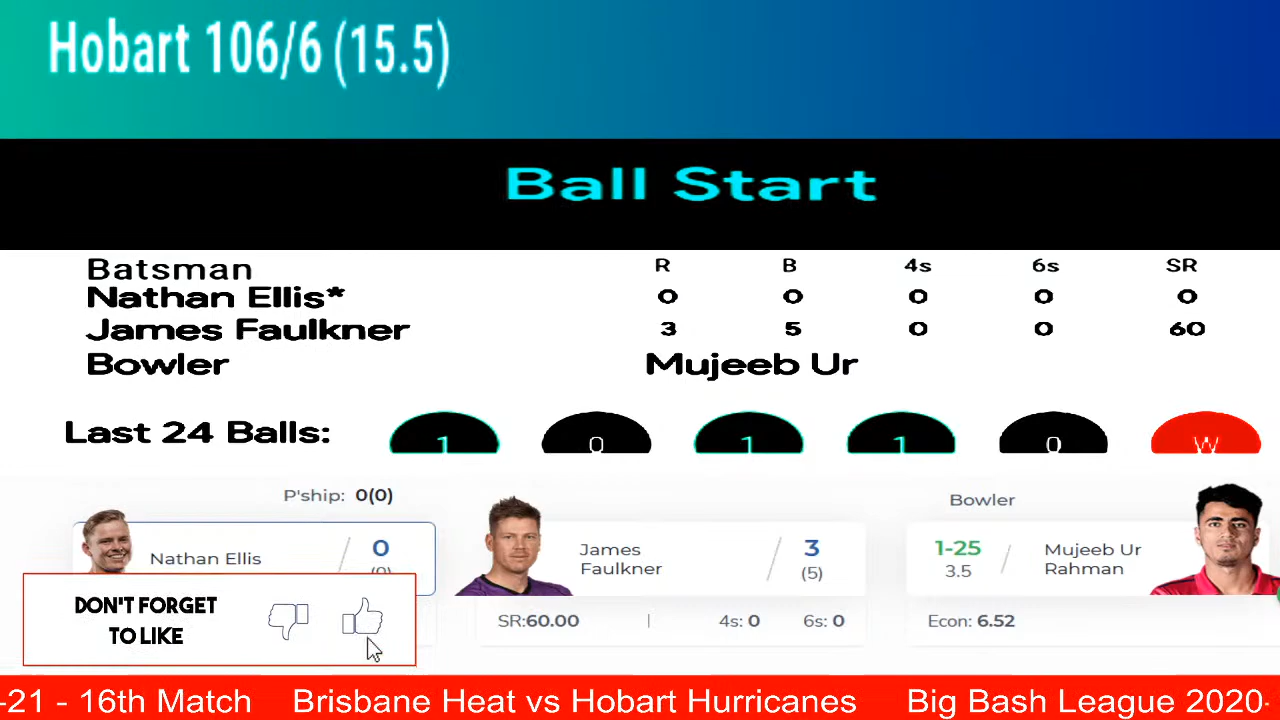 Hobart 106/6 (15.5)
Ball Start
Batsman R B 4s 6s SR
Nathan Ellis* 0 0 0 0 0
James Faulkner 3 5 0 0 60
Bowler Mujeeb Ur
Last 24 Balls: 1 0 1 1 0 W
P'ship: 0(0)
Nathan Ellis 0
(0)
James
Faulkner
3
(5)
SR:60.00 4s: 0 6s: 0
Bowler
1-25
3.5
Mujeeb Ur
Rahman
Econ: 6.52
DON'T FORGET
TO LIKE
-21 - 16th Match Brisbane Heat vs Hobart Hurricanes Big Bash League 2020-